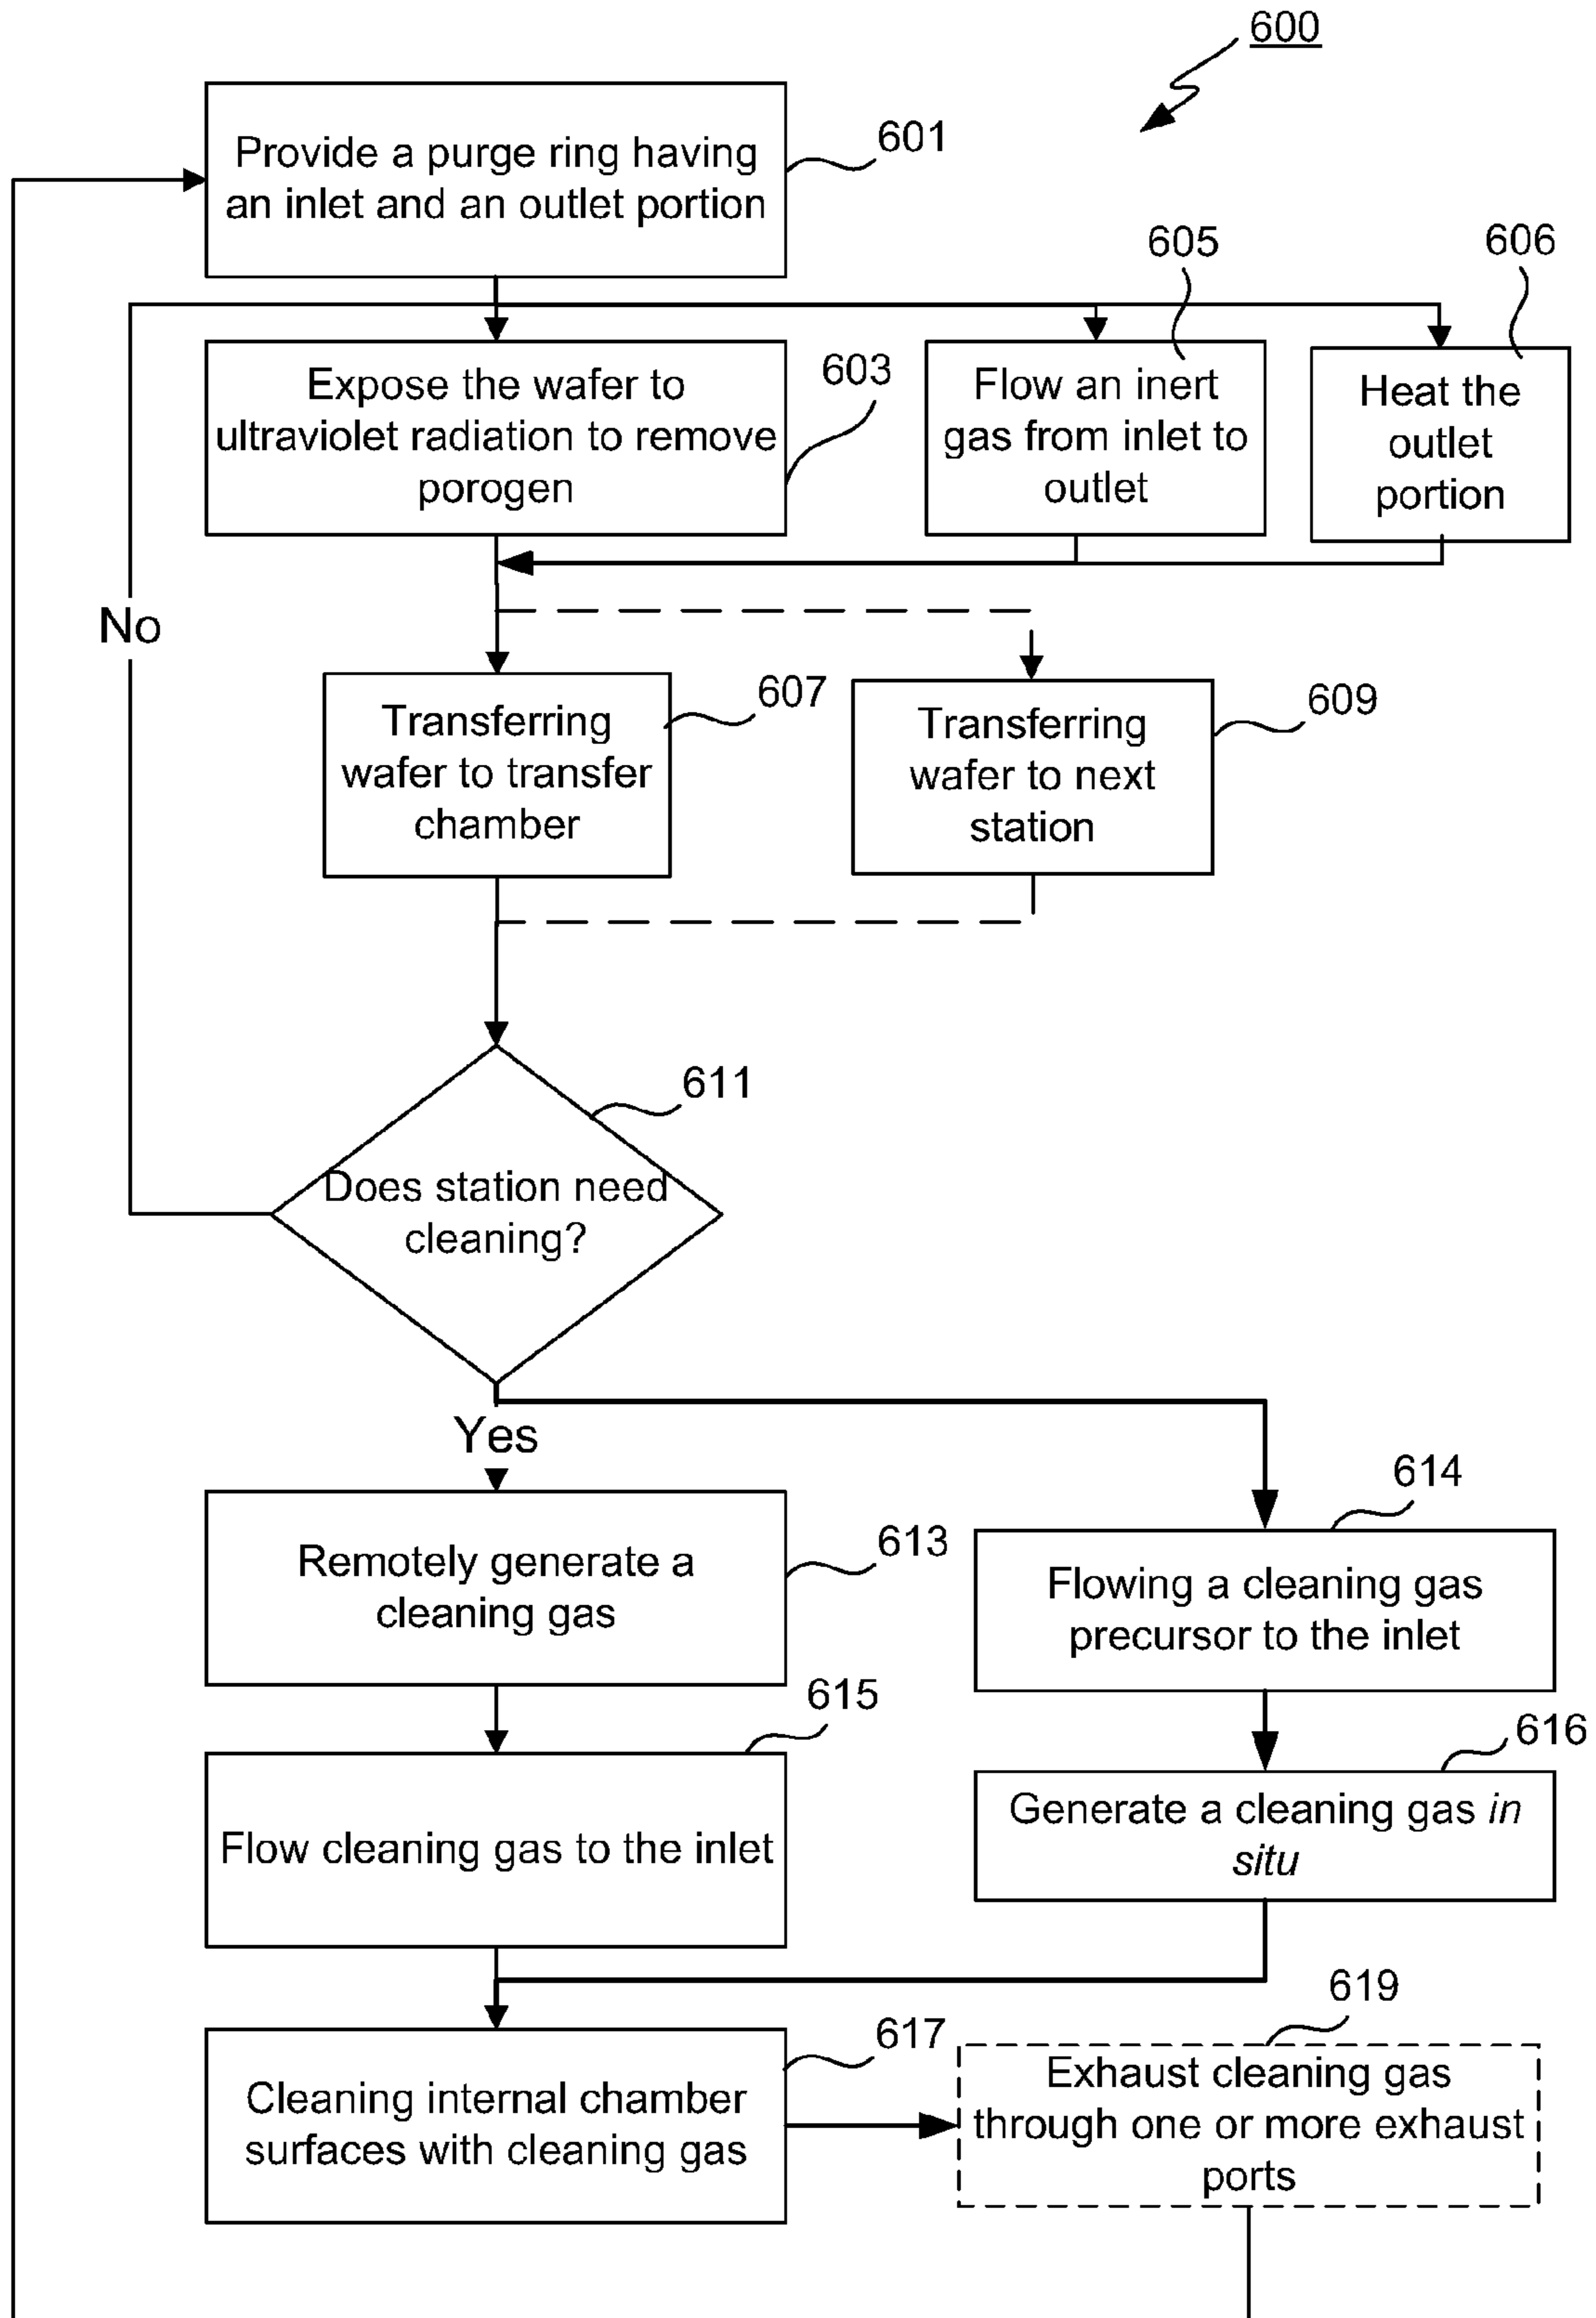 600
Provide a purge ring having
an inlet and an outlet portion
601
605
606
Expose the wafer to
ultraviolet radiation to remove
porogen
603
Flow an inert
gas from inlet to
outlet
Heat the
outlet
portion
No
Transferring
wafer to transfer
chamber
607
Transferring
wafer to next
station
609
611
Does station need
cleaning?
Yes
614
Remotely generate a
cleaning gas
613
Flowing a cleaning gas
precursor to the inlet
615
616
Flow cleaning gas to the inlet
Generate a cleaning gas in
situ
619
617
Cleaning internal chamber
surfaces with cleaning gas
Exhaust cleaning gas
through one or more exhaust
ports